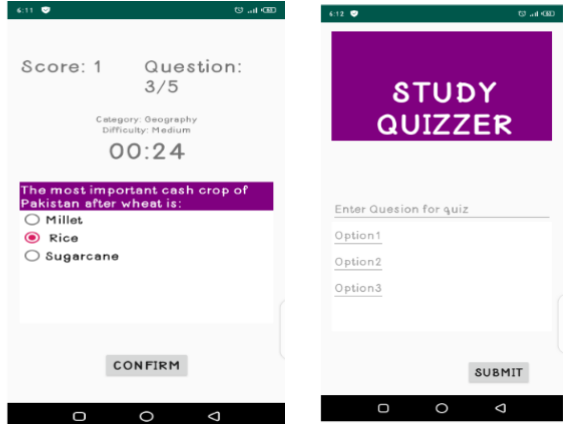 6:11
Score: 1
Question:
3/5
Category: Geography
Difficulty: Medium
00:24
The most important cash crop of
Pakistan after wheat is:
Millet
Rice
Sugarcane
CONFIRM
6:12
STUDY
QUIZZER
Enter Quesion for quiz
Option1
Option2
Option3
SUBMIT